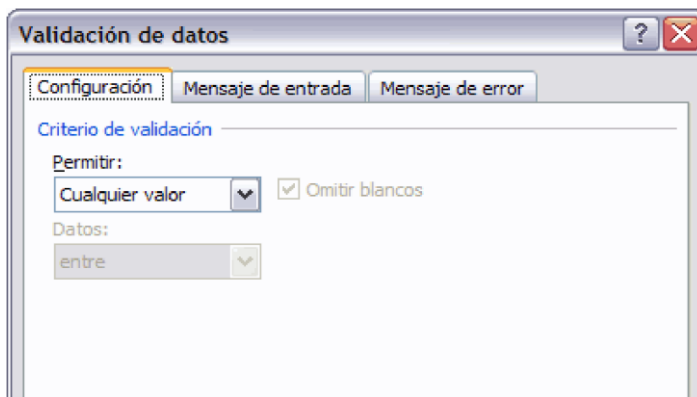 Validación de datos
?
Configuración Mensaje de entrada Mensaje de error
Criterio de validación
Permitir:
Cualquier valor Omitir blancos
Datos:
entre